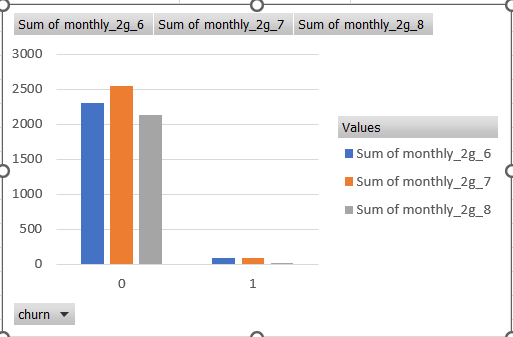 Sum of monthly_2g_6 Sum of monthly_2g_7 Sum of monthly_2g_8
3000
2500
2000
1500
1000
500
0
0 1
Values
Sum of monthly_2g_6
Sum of monthly_2g_7
Sum of monthly_2g_8
churn